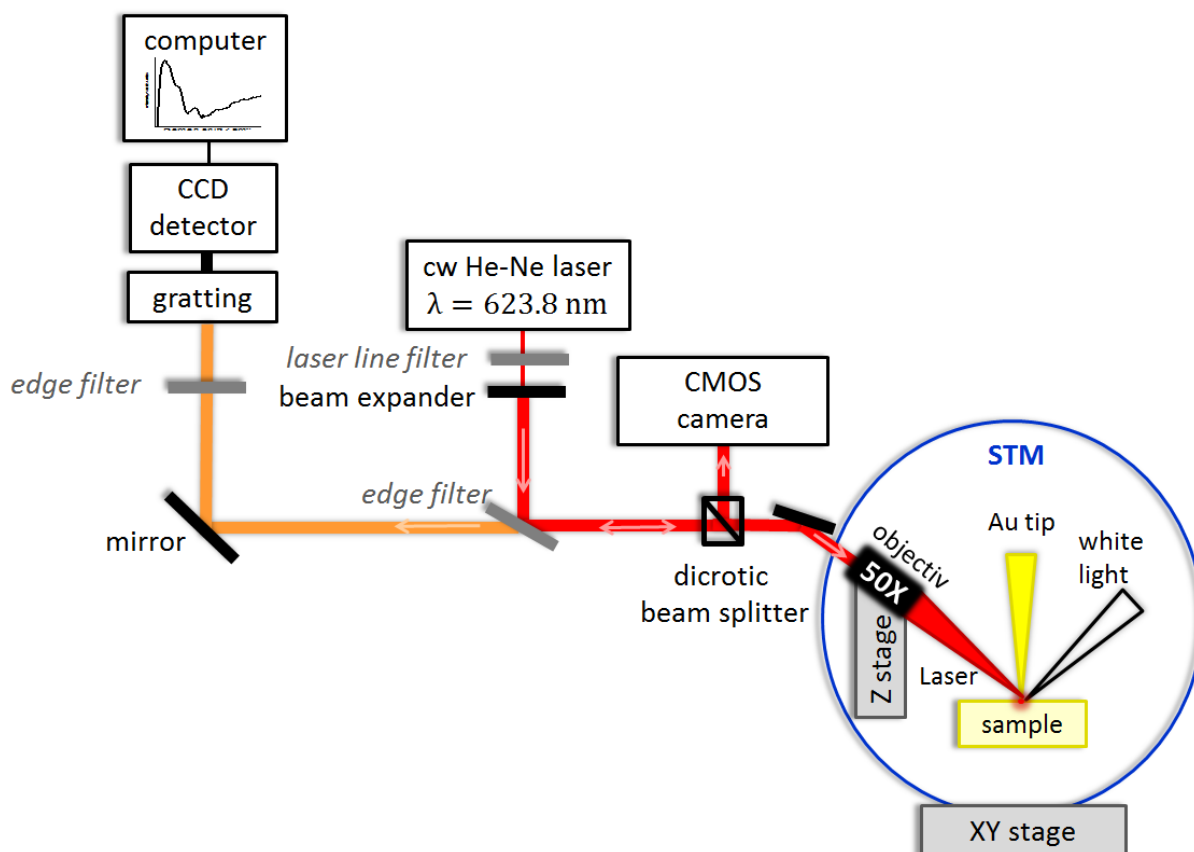 computer
CCD
detector
gratting
edge filter
mirror
cw He-Ne laser
λ = 623.8 nm
laser line filter
beam expander
edge filter
CMOS
camera
dicrotic
beam splitter
STM
Au tip
white
light
objectiv
50X
Z stage
Laser
sample
XY stage